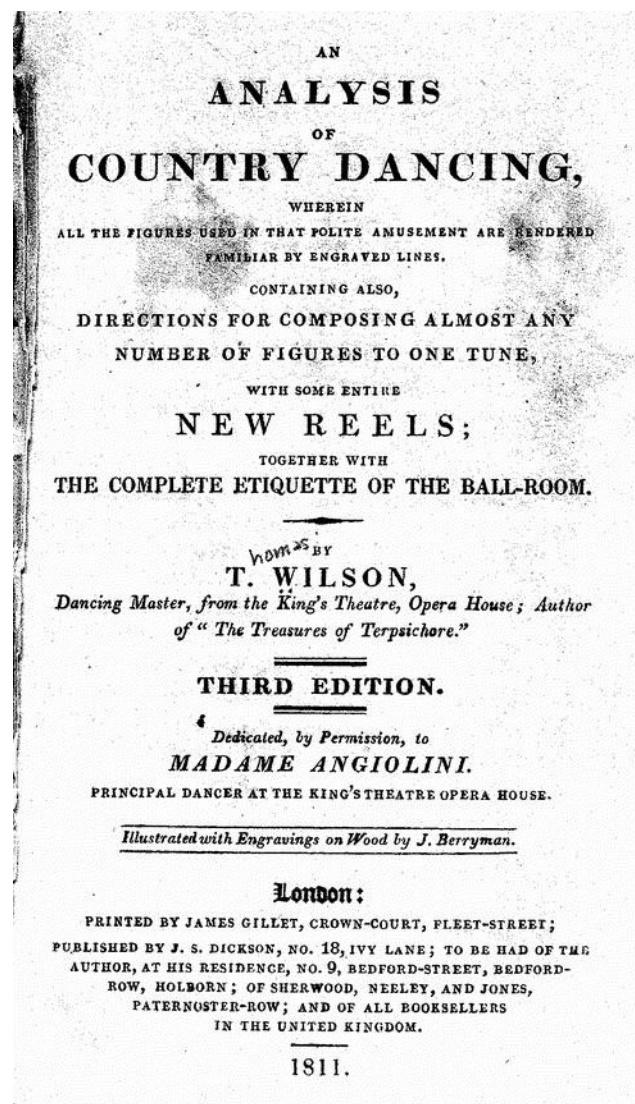 AN
ANALYSIS
OF
COUNTRY DANCING,
WHEREIN
ALL THE FIGURES USED IN THAT POLITE AMUSEMENT ARE RENDERED
FAMILIAR BY ENGRAVED LINES.
CONTAINING ALSO,
DIRECTIONS FOR COMPOSING ALMOST ANY
NUMBER OF FIGURES TO ONE TUNE,
WITH SOME ENTIRE
NEW REELS;
TOGETHER WITH
THE COMPLETE ETIQUETTE OF THE BALL-ROOM.
BY
homas
T. WILSON,
Dancing Master, from the King's Theatre, Opera House; Author
of "The Treasures of Terpsichore."
THIRD EDITION.
Dedicated, by Permission, to
MADAME ANGIOLINI.
PRINCIPAL DANCER AT THE KING'S THEATRE OPERA HOUSE.
Illustrated with Engravings on Wood by J. Berryman.
London:
PRINTED BY JAMES GILLET, CROWN-COURT, FLEET-STREET;
PUBLISHED BY J. S. DICKSON, NO. 18, IVY LANE; TO BE HAD OF THE
AUTHOR, AT HIS RESIDENCE, NO. 9, BEDFORD-STREET, BEDFORD-
ROW, HOLBORN; OF SHERWOOD, NEELEY, AND JONES,
PATERNOSTER-ROW; AND OF ALL BOOKSELLERS
IN THE UNITED KINGDOM.
1811.